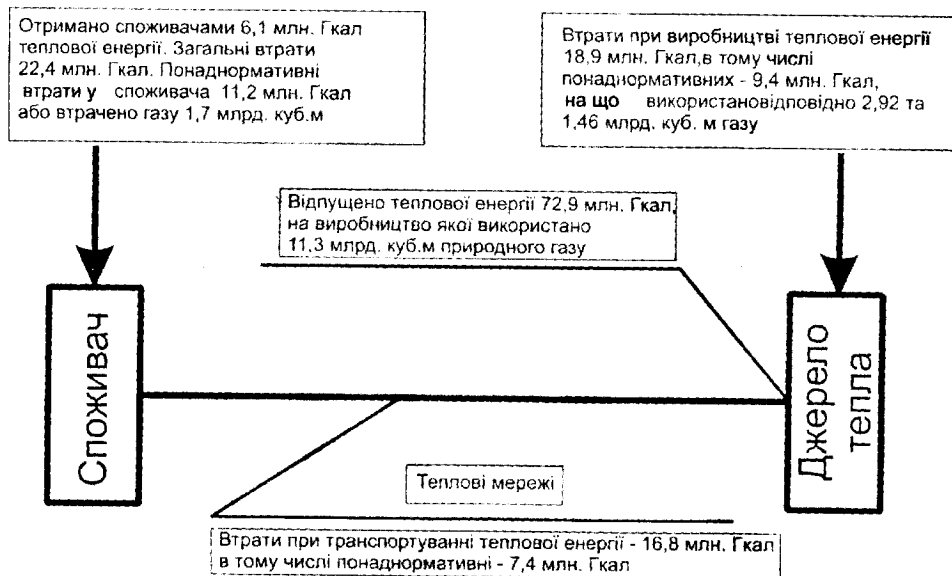 Отримано споживачами 6,1 млн. Гкал
теплової енергії. Загальні втрати
22,4 млн. Гкал. Понаднормативні
втрати у споживача 11,2 млн. Гкал
або втрачено газу 1,7 млрд. куб.м
Втрати при виробництві теплової енергії
18,9 млн. Гкал,в тому числі
понаднормативних - 9,4 млн. Гкал,
на що використановідповідно 2,92 та
1,46 млрд. куб. м газу
Відпущено теплової енергії 72,9 млн. Гкал,
на виробництво якої використано
11,3 млрд. куб.м природного газу
Споживач
Джерело
тепла
Теплові мережі
Втрати при транспортуванні теплової енергії - 16,8 млн. Гкал
в тому числі понаднормативні - 7,4 млн. Гкал